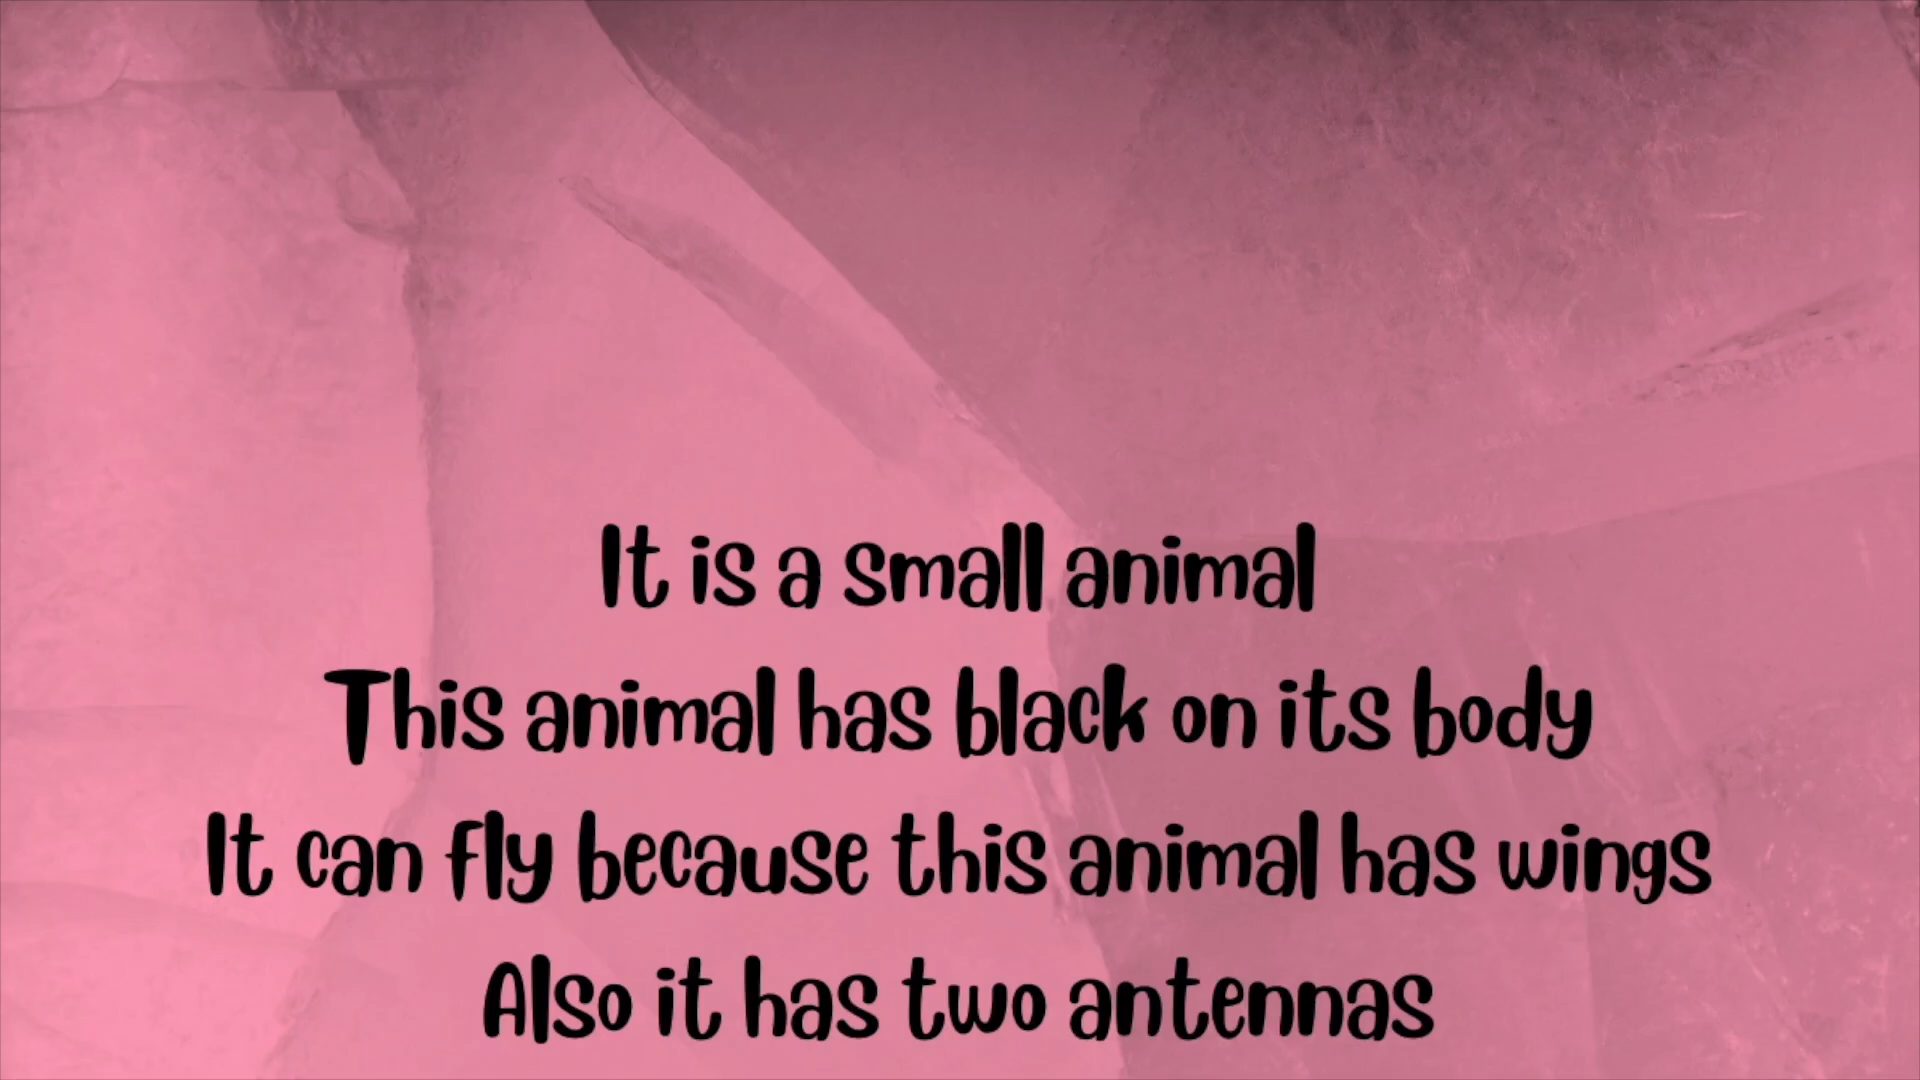 It is a small animal
This animal has black on its body
It can fly because this animal has wings
Also it has two antennas